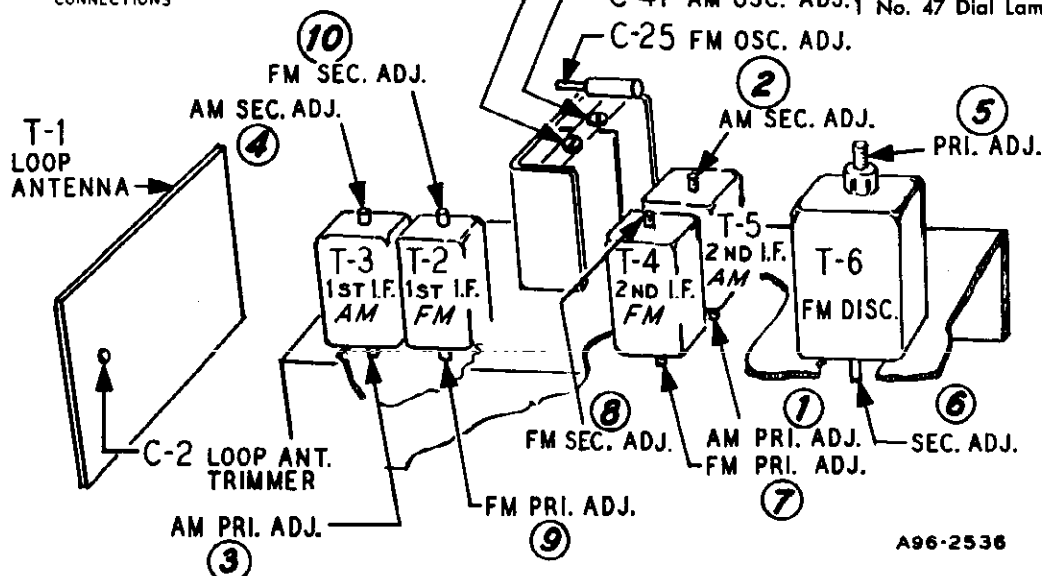 CONNECTIONS
C-41 AM OSC. ADJ.
1 No. 47 Dial Lam
C-25 FM OSC. ADJ.
10
FM SEC. ADJ.
2
AM SEC. ADJ.
5
PRI. ADJ.
AM SEC. ADJ.
4
T-1
LOOP
ANTENNA
T-3
1ST I.F.
AM
T-2
1ST I.F.
FM
T-4
2ND I.F.
FM
T-5
2ND I.F.
AM
T-6
FM DISC.
8
FM SEC. ADJ.
1
AM PRI. ADJ.
FM PRI. ADJ.
7
6
SEC. ADJ.
C-2 LOOP ANT.
TRIMMER
AM PRI. ADJ.
3
FM PRI. ADJ.
9
A96-2536